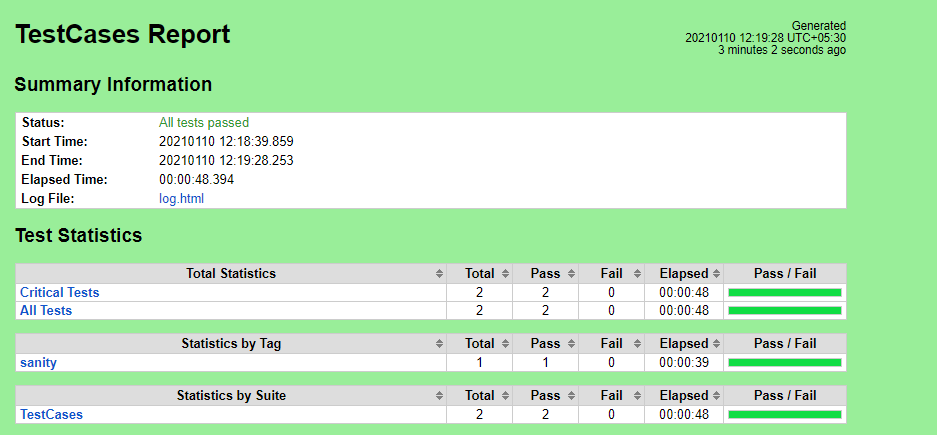 TestCases Report
Generated
20210110 12:19:28 UTC+05:30
3 minutes 2 seconds ago
Summary Information
Status: All tests passed
Start Time: 20210110 12:18:39.859
End Time: 20210110 12:19:28.253
Elapsed Time: 00:00:48.394
Log File: log.html
Test Statistics
Total Statistics Total Pass Fail Elapsed Pass / Fail
Critical Tests 2 2 0 00:00:48
All Tests 2 2 0 00:00:48
Statistics by Tag Total Pass Fail Elapsed Pass / Fail
sanity 1 1 0 00:00:39
Statistics by Suite Total Pass Fail Elapsed Pass / Fail
TestCases 2 2 0 00:00:48